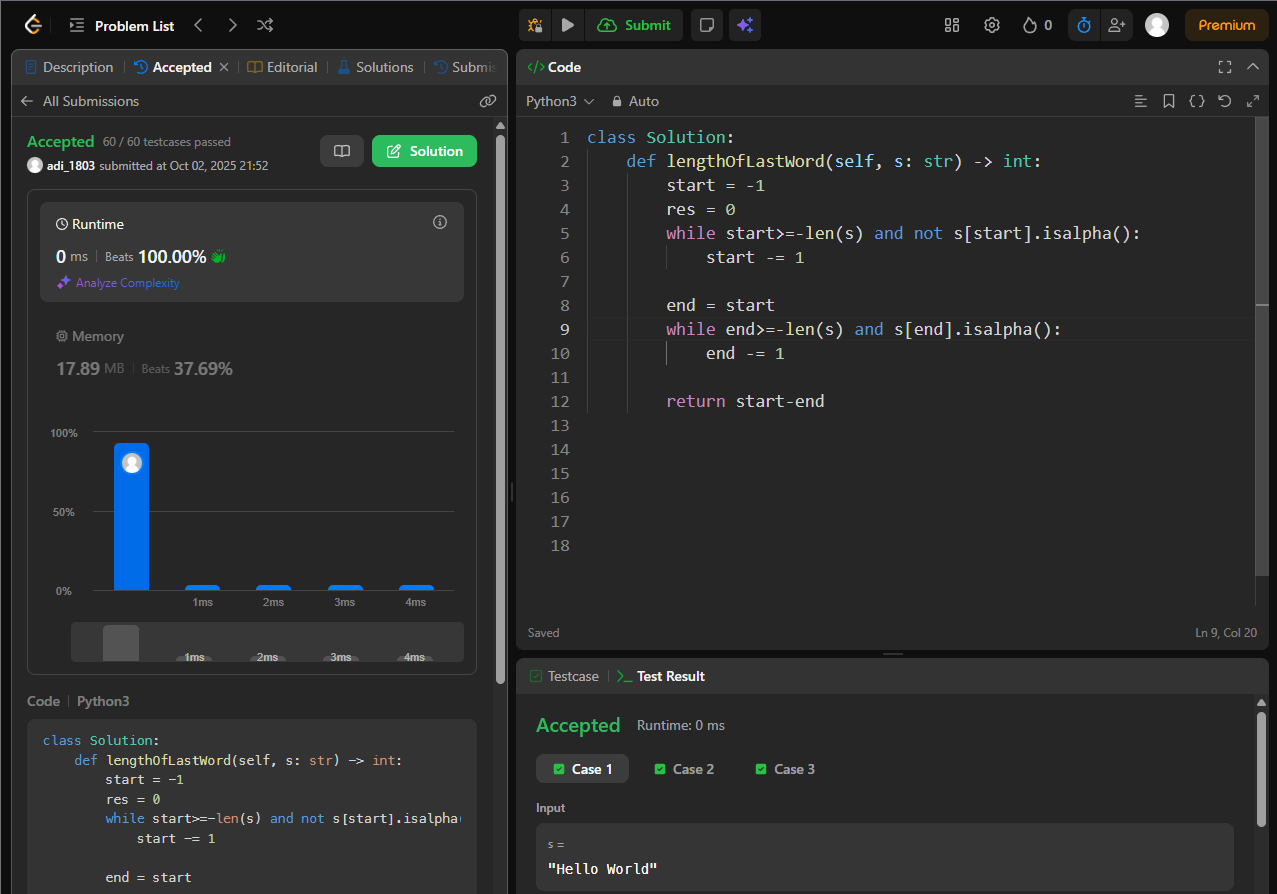 Problem List
Submit
0
Premium
Description
Accepted
Editorial
Solutions
Submis
All Submissions
Accepted 60 / 60 testcases passed
adi_1803 submitted at Oct 02, 2025 21:52
Solution
Runtime
0 ms Beats 100.00%
Analyze Complexity
Memory
17.89 MB Beats 37.69%
100%
50%
0%
1ms 2ms 3ms 4ms
1ms 2ms 3ms 4ms
Code Python3
class Solution:
    def lengthOfLastWord(self, s: str) -> int:
        start = -1
        res = 0
        while start>=-len(s) and not s[start].isalpha(
            start -= 1
        end = start
</> Code
Python3 Auto
1 class Solution:
2     def lengthOfLastWord(self, s: str) -> int:
3         start = -1
4         res = 0
5         while start>=-len(s) and not s[start].isalpha():
6             start -= 1
7
8         end = start
9         while end>=-len(s) and s[end].isalpha():
10             end -= 1
11
12         return start-end
13
14
15
16
17
18
Saved
Ln 9, Col 20
Testcase
>_ Test Result
Accepted Runtime: 0 ms
Case 1 Case 2 Case 3
Input
s =
"Hello World"